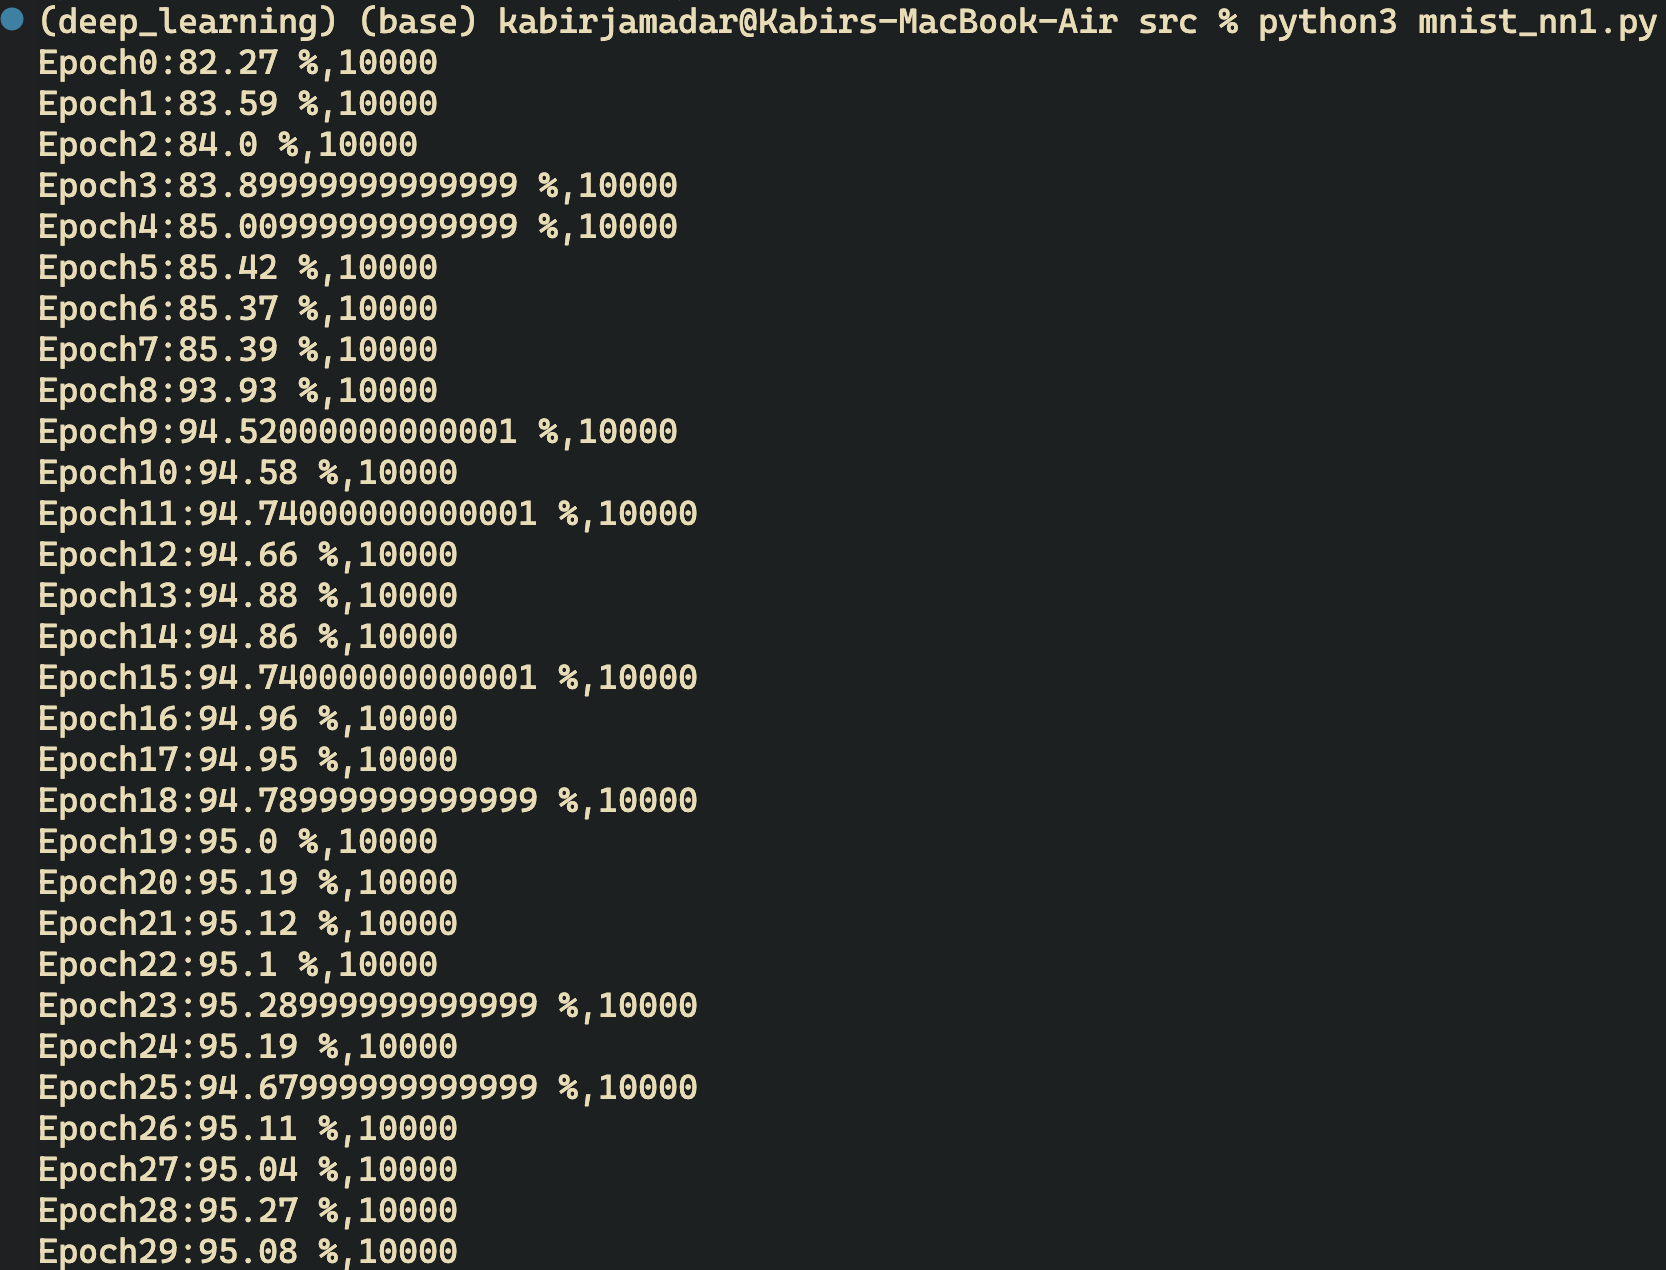 (deep_learning) (base) kabirjamadar@Kabirs-MacBook-Air src % python3 mnist_nn1.py
Epoch0:82.27 %,10000
Epoch1:83.59 %,10000
Epoch2:84.0 %,10000
Epoch3:83.89999999999999 %,10000
Epoch4:85.00999999999999 %,10000
Epoch5:85.42 %,10000
Epoch6:85.37 %,10000
Epoch7:85.39 %,10000
Epoch8:93.93 %,10000
Epoch9:94.52000000000001 %,10000
Epoch10:94.58 %,10000
Epoch11:94.74000000000001 %,10000
Epoch12:94.66 %,10000
Epoch13:94.88 %,10000
Epoch14:94.86 %,10000
Epoch15:94.74000000000001 %,10000
Epoch16:94.96 %,10000
Epoch17:94.95 %,10000
Epoch18:94.78999999999999 %,10000
Epoch19:95.0 %,10000
Epoch20:95.19 %,10000
Epoch21:95.12 %,10000
Epoch22:95.1 %,10000
Epoch23:95.28999999999999 %,10000
Epoch24:95.19 %,10000
Epoch25:94.67999999999999 %,10000
Epoch26:95.11 %,10000
Epoch27:95.04 %,10000
Epoch28:95.27 %,10000
Epoch29:95.08 %,10000